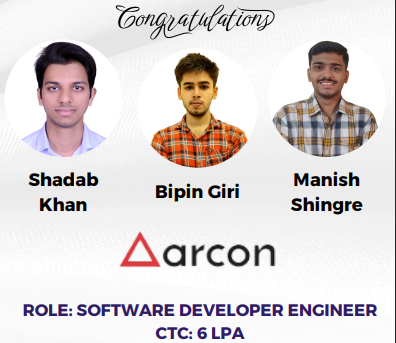 Congratulations
Shadab
Khan
Bipin Giri
Manish
Shingre
arcon
ROLE: SOFTWARE DEVELOPER ENGINEER
CTC: 6 LPA